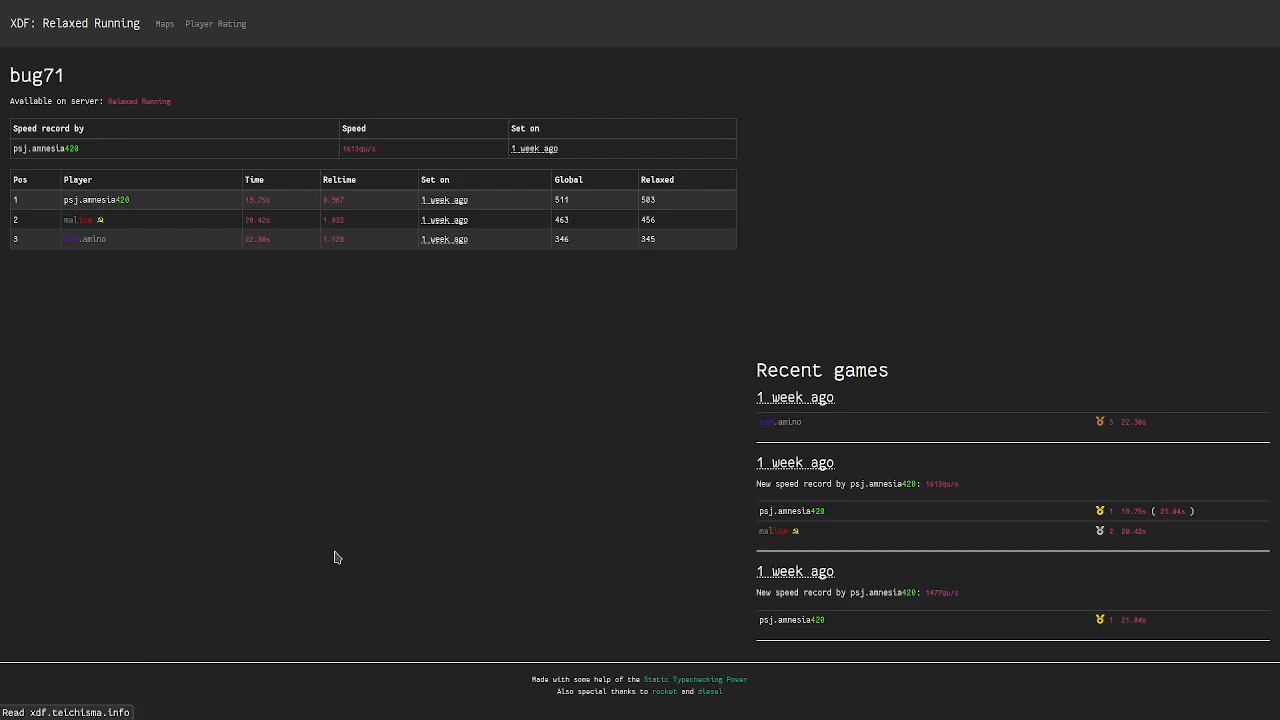 XDF: Relaxed Running Maps Player Rating
bug71
Available on server: Relaxed Running
Speed record by Speed Set on
psj.amnesia420 1613qu/s 1 week ago
Pos Player Time Reltime Set on Global Relaxed
1 psj.amnesia420 19.75s 0.967 1 week ago 511 503
2 malice 20.42s 1.033 1 week ago 463 456
3 .amino 22.30s 1.129 1 week ago 346 345
Recent games
1 week ago
.amino 3 22.30s
1 week ago
New speed record by psj.amnesia420: 1613qu/s
psj.amnesia420 1 19.75s ( 21.04s )
malice 2 20.42s
1 week ago
New speed record by psj.amnesia420: 1477qu/s
psj.amnesia420 1 21.04s
Made with some help of the Static Typechecking Power
Also special thanks to rocket and diesel
Read xdf.teichisma.info